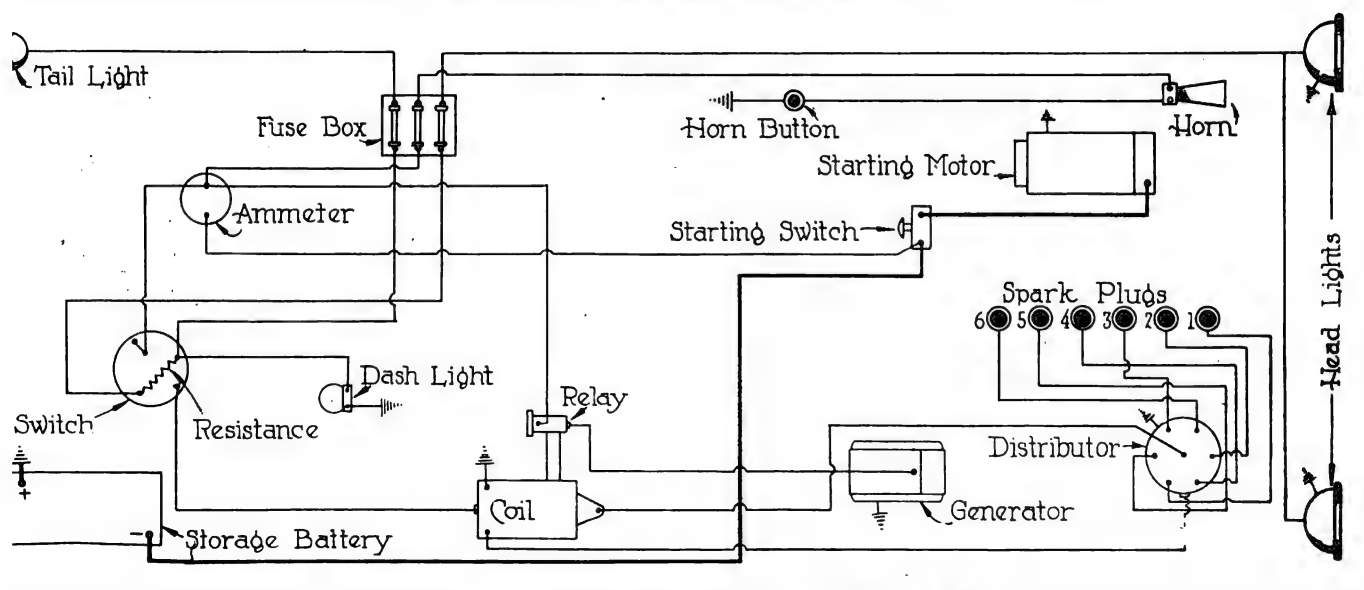 Tail Light
Fuse Box
Horn Button
Horn
Starting Motor
Ammeter
Starting Switch
Head Lights
Spark Plugs
6 5 4 3 2 1
Dash Light
Relay
Switch
Resistance
Distributor
+
Coil
Generator
-
Storage Battery